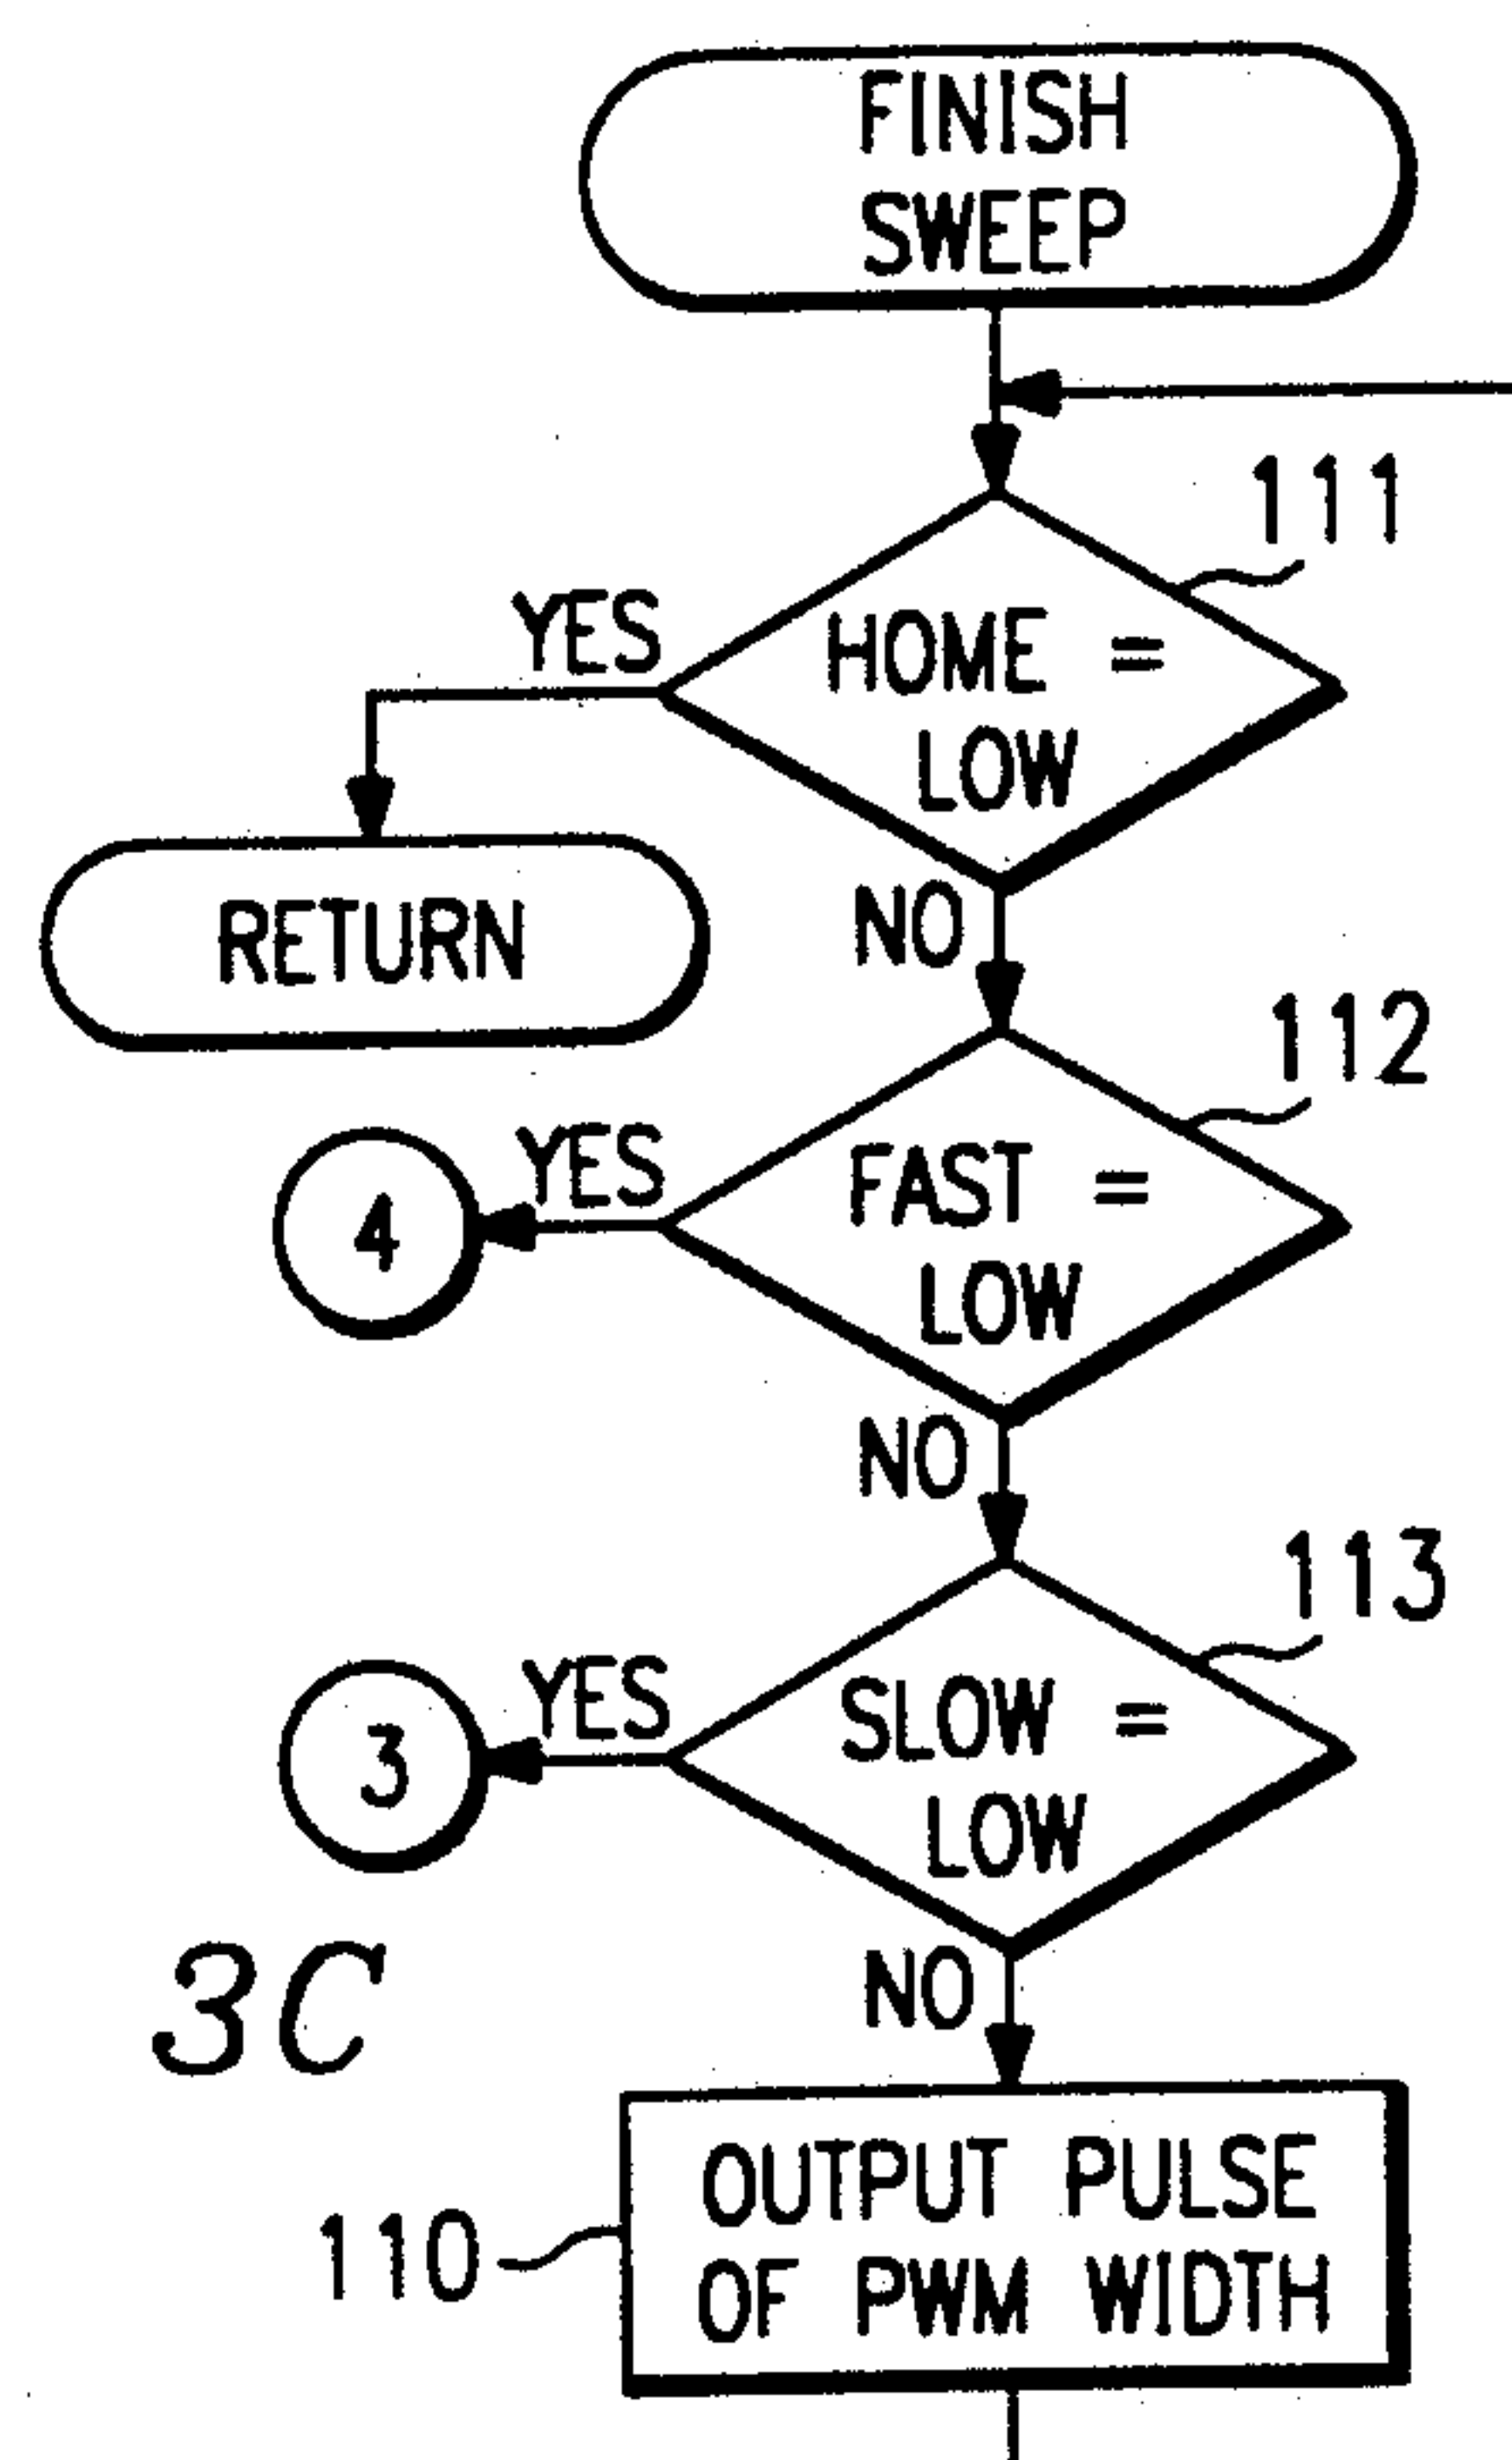 FINISH
SWEEP
111
YES
HOME =
LOW
RETURN
NO
112
YES
FAST =
LOW
4
NO
113
YES
SLOW =
LOW
3
NO
3C
110
OUTPUT PULSE
OF PWM WIDTH